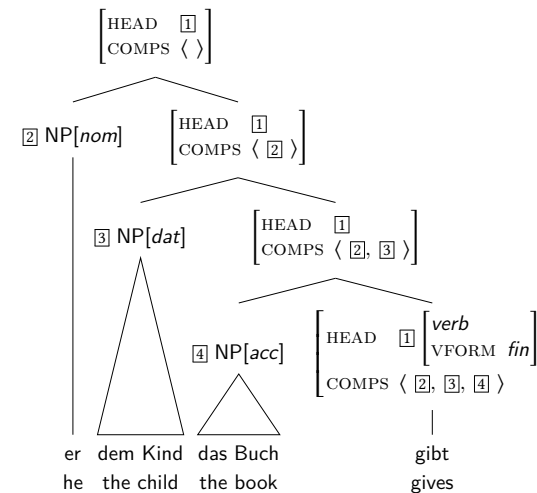 HEAD 1
COMPS ⟨ ⟩
2 NP[nom]
HEAD 1
COMPS ⟨ 2 ⟩
3 NP[dat]
HEAD 1
COMPS ⟨ 2, 3 ⟩
4 NP[acc]
HEAD 1 [verb
VFORM fin]
COMPS ⟨ 2, 3, 4 ⟩
er dem Kind das Buch gibt
he the child the book gives